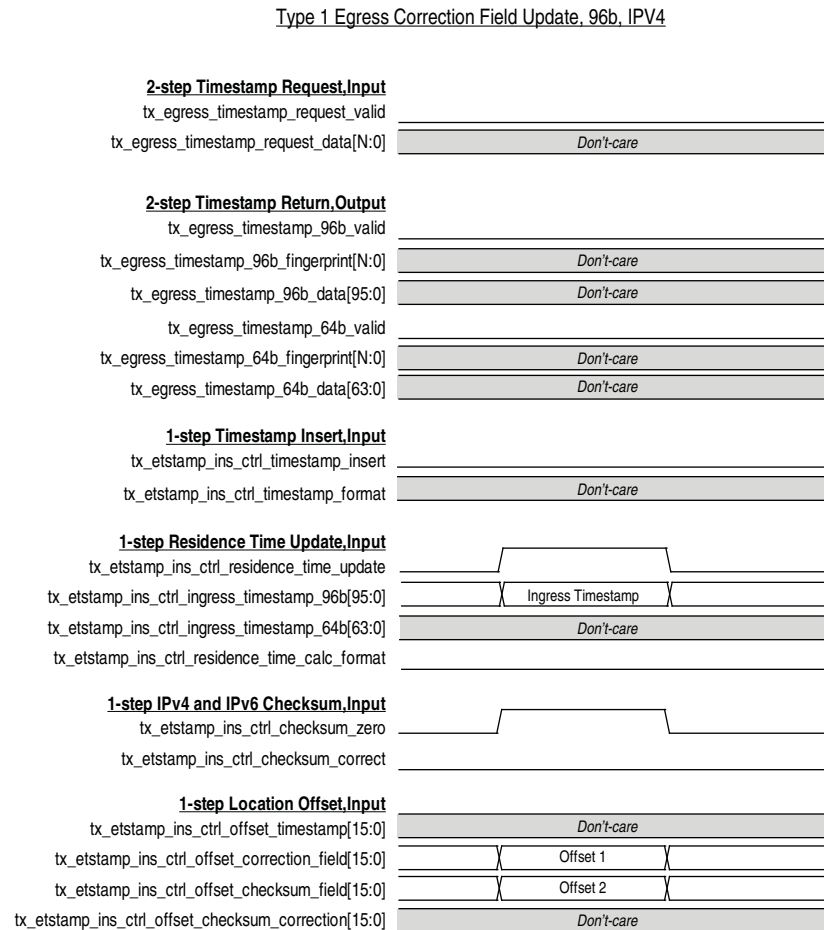 Type 1 Egress Correction Field Update, 96b, IPV4
2-step Timestamp Request,Input
tx_egress_timestamp_request_valid
tx_egress_timestamp_request_data[N:0] Don't-care
2-step Timestamp Return,Output
tx_egress_timestamp_96b_valid
tx_egress_timestamp_96b_fingerprint[N:0] Don't-care
tx_egress_timestamp_96b_data[95:0] Don't-care
tx_egress_timestamp_64b_valid
tx_egress_timestamp_64b_fingerprint[N:0] Don't-care
tx_egress_timestamp_64b_data[63:0] Don't-care
1-step Timestamp Insert,Input
tx_etstamp_ins_ctrl_timestamp_insert
tx_etstamp_ins_ctrl_timestamp_format Don't-care
1-step Residence Time Update,Input
tx_etstamp_ins_ctrl_residence_time_update
tx_etstamp_ins_ctrl_ingress_timestamp_96b[95:0] Ingress Timestamp
tx_etstamp_ins_ctrl_ingress_timestamp_64b[63:0] Don't-care
tx_etstamp_ins_ctrl_residence_time_calc_format
1-step IPv4 and IPv6 Checksum,Input
tx_etstamp_ins_ctrl_checksum_zero
tx_etstamp_ins_ctrl_checksum_correct
1-step Location Offset,Input
tx_etstamp_ins_ctrl_offset_timestamp[15:0] Don't-care
tx_etstamp_ins_ctrl_offset_correction_field[15:0] Offset 1
tx_etstamp_ins_ctrl_offset_checksum_field[15:0] Offset 2
tx_etstamp_ins_ctrl_offset_checksum_correction[15:0] Don't-care